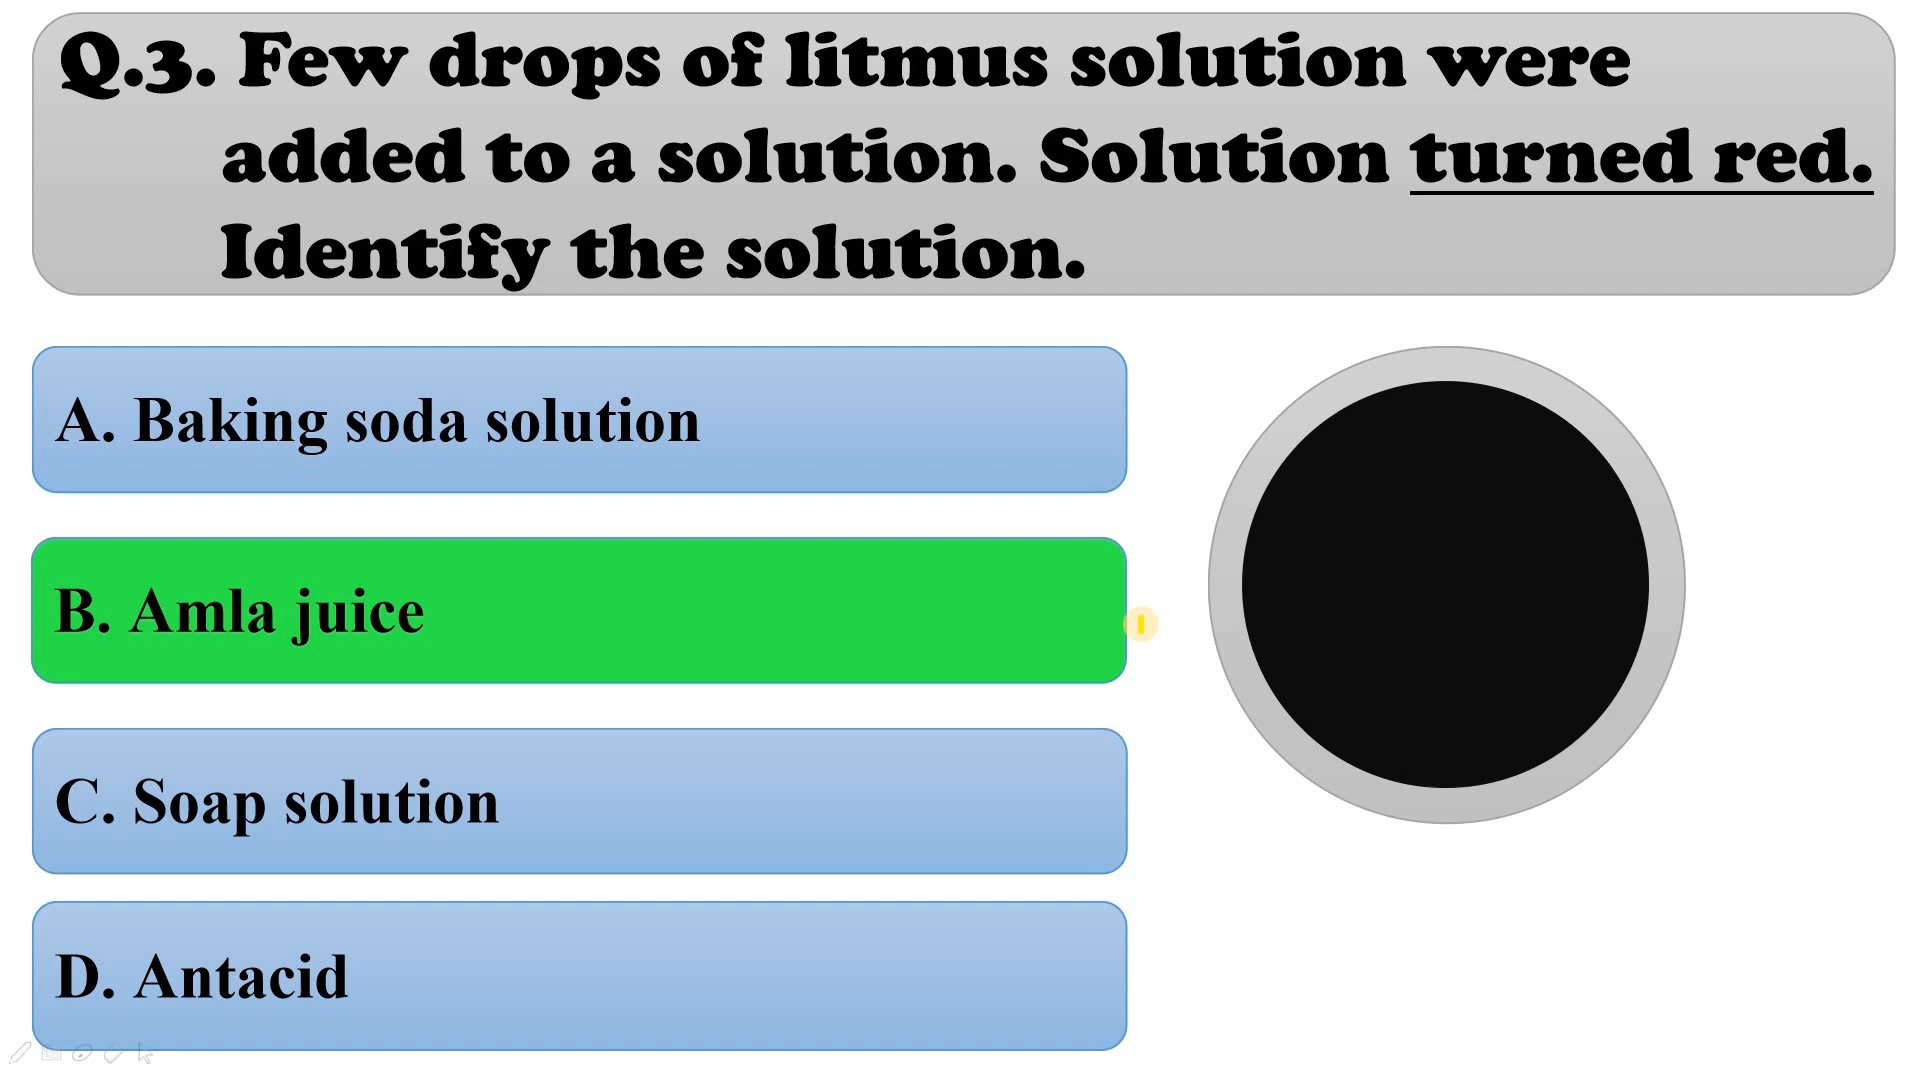 Q.3. Few drops of litmus solution were
added to a solution. Solution turned red.
Identify the solution.
A. Baking soda solution
B. Amla juice
C. Soap solution
D. Antacid